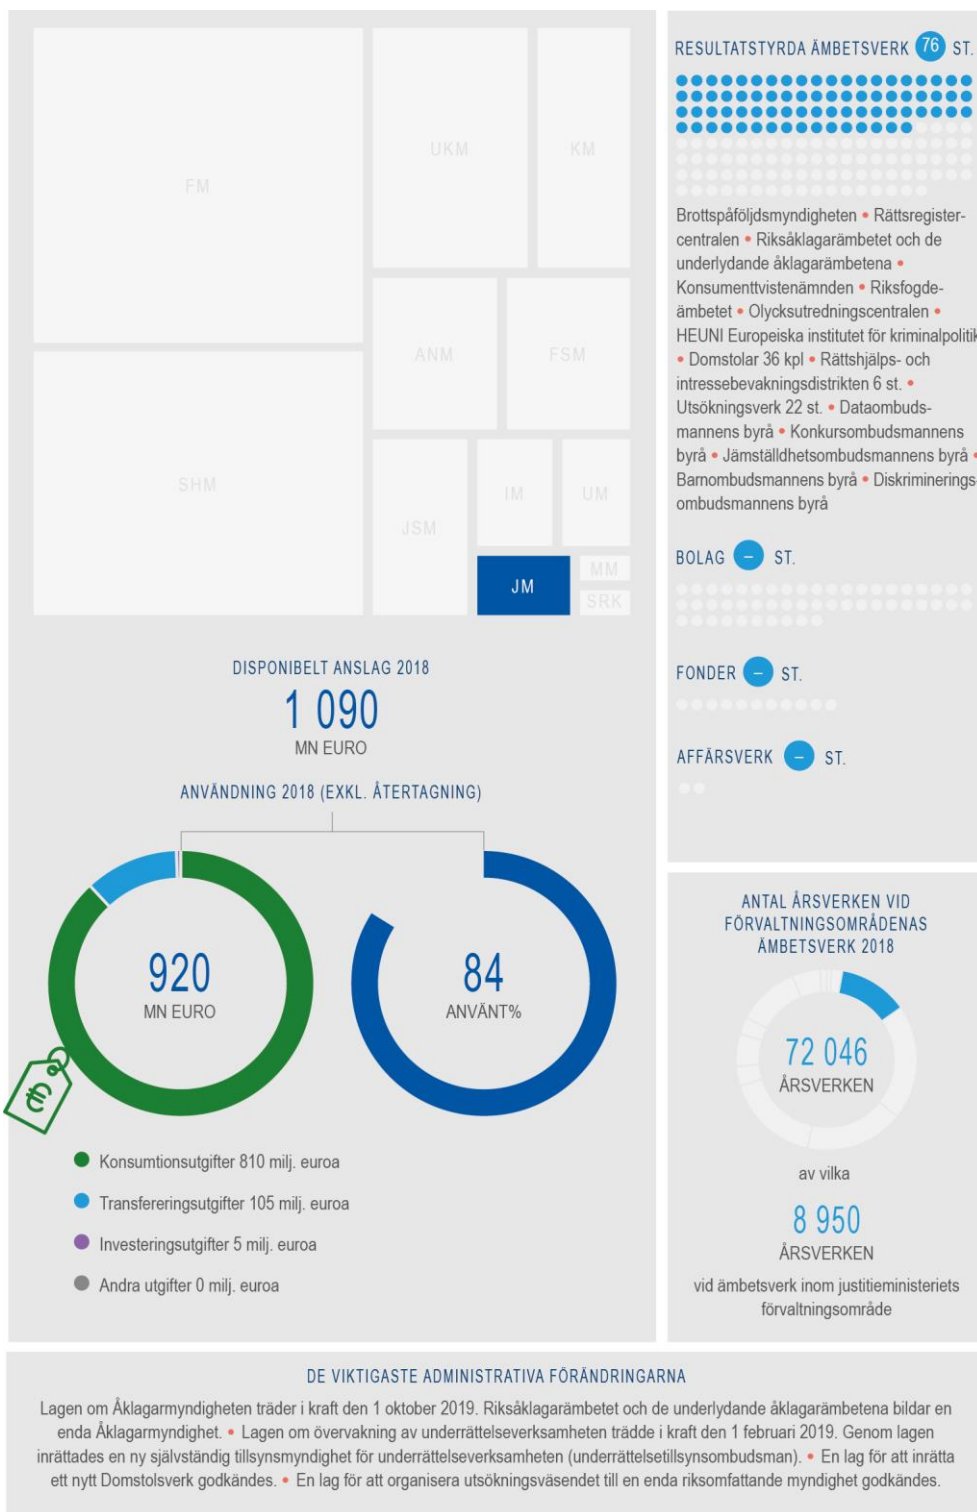 FM
UKM
KM
ANM
FSM
SHM
JSM
IM
UM
JM
MM
SRK
DISPONIBELT ANSLAG 2018
1 090
MN EURO
ANVÄNDNING 2018 (EXKL. ÅTERTAGNING)
920
MN EURO
84
ANVÄNT%
Konsumtionsutgifter 810 milj. euroa
Transfereringsutgifter 105 milj. euroa
Investeringsutgifter 5 milj. euroa
Andra utgifter 0 milj. euroa
RESULTATSTYRDA ÄMBETSVERK 76 ST.
Brottspåföljdsmyndigheten • Rättsregister-
centralen • Riksåklagarämbetet och de
underlydande åklagarämbetena •
Konsumenttvistenämnden • Riksfogde-
ämbetet • Olycksutredningscentralen •
HEUNI Europeiska institutet för kriminalpolitik
• Domstolar 36 kpl • Rättshjälps- och
intressebevakningsdistrikten 6 st. •
Utsökningsverk 22 st. • Dataombuds-
mannens byrå • Konkursombudsmannens
byrå • Jämställdhetsombudsmannens byrå •
Barnombudsmannens byrå • Diskriminerings-
ombudsmannens byrå
BOLAG – ST.
FONDER – ST.
AFFÄRSVERK – ST.
ANTAL ÅRSVERKEN VID
FÖRVALTNINGSOMRÅDENAS
ÄMBETSVERK 2018
72 046
ÅRSVERKEN
av vilka
8 950
ÅRSVERKEN
vid ämbetsverk inom justitieministeriets
förvaltningsområde
DE VIKTIGASTE ADMINISTRATIVA FÖRÄNDRINGARNA
Lagen om Åklagarmyndigheten träder i kraft den 1 oktober 2019. Riksåklagarämbetet och de underlydande åklagarämbetena bildar en
enda Åklagarmyndighet. • Lagen om övervakning av underrättelseverksamheten trädde i kraft den 1 februari 2019. Genom lagen
inrättades en ny självständig tillsynsmyndighet för underrättelseverksamheten (underrättelsetillsynsombudsman). • En lag för att inrätta
ett nytt Domstolsverk godkändes. • En lag för att organisera utsökningsväsendet till en enda riksomfattande myndighet godkändes.